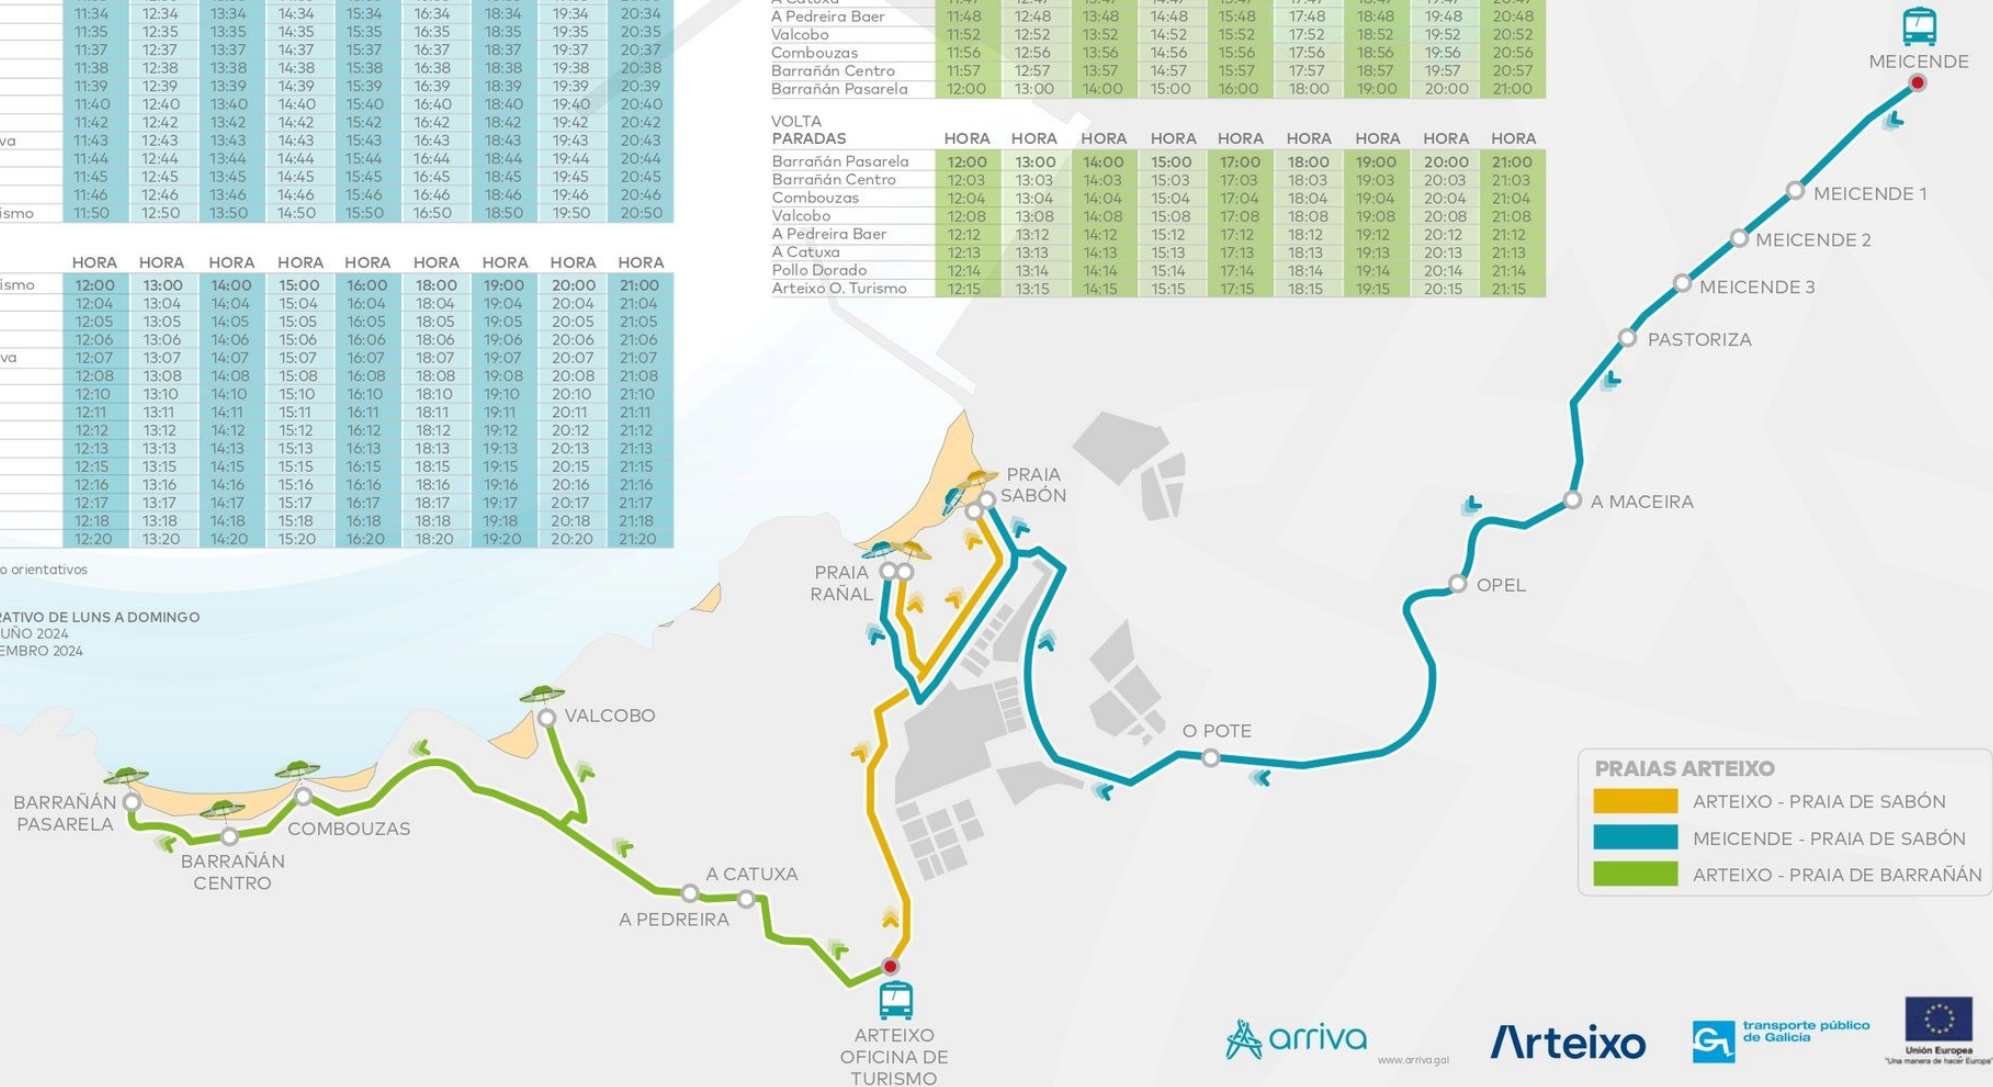 11:34 12:34 13:34 14:34 15:34 16:34 18:34 19:34 20:34
11:35 12:35 13:35 14:35 15:35 16:35 18:35 19:35 20:35
11:37 12:37 13:37 14:37 15:37 16:37 18:37 19:37 20:37
11:38 12:38 13:38 14:38 15:38 16:38 18:38 19:38 20:38
11:39 12:39 13:39 14:39 15:39 16:39 18:39 19:39 20:39
11:40 12:40 13:40 14:40 15:40 16:40 18:40 19:40 20:40
11:42 12:42 13:42 14:42 15:42 16:42 18:42 19:42 20:42
va 11:43 12:43 13:43 14:43 15:43 16:43 18:43 19:43 20:43
11:44 12:44 13:44 14:44 15:44 16:44 18:44 19:44 20:44
11:45 12:45 13:45 14:45 15:45 16:45 18:45 19:45 20:45
11:46 12:46 13:46 14:46 15:46 16:46 18:46 19:46 20:46
ismo 11:50 12:50 13:50 14:50 15:50 16:50 18:50 19:50 20:50
HORA HORA HORA HORA HORA HORA HORA HORA HORA
ismo 12:00 13:00 14:00 15:00 16:00 18:00 19:00 20:00 21:00
12:04 13:04 14:04 15:04 16:04 18:04 19:04 20:04 21:04
12:05 13:05 14:05 15:05 16:05 18:05 19:05 20:05 21:05
12:06 13:06 14:06 15:06 16:06 18:06 19:06 20:06 21:06
va 12:07 13:07 14:07 15:07 16:07 18:07 19:07 20:07 21:07
12:08 13:08 14:08 15:08 16:08 18:08 19:08 20:08 21:08
12:10 13:10 14:10 15:10 16:10 18:10 19:10 20:10 21:10
12:11 13:11 14:11 15:11 16:11 18:11 19:11 20:11 21:11
12:12 13:12 14:12 15:12 16:12 18:12 19:12 20:12 21:12
12:13 13:13 14:13 15:13 16:13 18:13 19:13 20:13 21:13
12:15 13:15 14:15 15:15 16:15 18:15 19:15 20:15 21:15
12:16 13:16 14:16 15:16 16:16 18:16 19:16 20:16 21:16
12:17 13:17 14:17 15:17 16:17 18:17 19:17 20:17 21:17
12:18 13:18 14:18 15:18 16:18 18:18 19:18 20:18 21:18
12:20 13:20 14:20 15:20 16:20 18:20 19:20 20:20 21:20
o orientativos
RATIVO DE LUNS A DOMINGO
UÑO 2024
EMBRO 2024
A Catuxa 11:47 12:47 13:47 14:47 15:47 17:47 18:47 19:47 20:47
A Pedreira Baer 11:48 12:48 13:48 14:48 15:48 17:48 18:48 19:48 20:48
Valcobo 11:52 12:52 13:52 14:52 15:52 17:52 18:52 19:52 20:52
Combouzas 11:56 12:56 13:56 14:56 15:56 17:56 18:56 19:56 20:56
Barrañán Centro 11:57 12:57 13:57 14:57 15:57 17:57 18:57 19:57 20:57
Barrañán Pasarela 12:00 13:00 14:00 15:00 16:00 18:00 19:00 20:00 21:00
VOLTA
PARADAS HORA HORA HORA HORA HORA HORA HORA HORA HORA
Barrañán Pasarela 12:00 13:00 14:00 15:00 17:00 18:00 19:00 20:00 21:00
Barrañán Centro 12:03 13:03 14:03 15:03 17:03 18:03 19:03 20:03 21:03
Combouzas 12:04 13:04 14:04 15:04 17:04 18:04 19:04 20:04 21:04
Valcobo 12:08 13:08 14:08 15:08 17:08 18:08 19:08 20:08 21:08
A Pedreira Baer 12:12 13:12 14:12 15:12 17:12 18:12 19:12 20:12 21:12
A Catuxa 12:13 13:13 14:13 15:13 17:13 18:13 19:13 20:13 21:13
Pollo Dorado 12:14 13:14 14:14 15:14 17:14 18:14 19:14 20:14 21:14
Arteixo O. Turismo 12:15 13:15 14:15 15:15 17:15 18:15 19:15 20:15 21:15
MEICENDE
MEICENDE 1
MEICENDE 2
MEICENDE 3
PASTORIZA
A MACEIRA
OPEL
O POTE
PRAIA
SABÓN
PRAIA
RAÑAL
VALCOBO
COMBOUZAS
BARRAÑÁN
PASARELA
BARRAÑÁN
CENTRO
A CATUXA
A PEDREIRA
ARTEIXO
OFICINA DE
TURISMO
PRAIAS ARTEIXO
ARTEIXO - PRAIA DE SABÓN
MEICENDE - PRAIA DE SABÓN
ARTEIXO - PRAIA DE BARRAÑÁN
arriva
www.arriva.gal
Arteixo
transporte público
de Galicia
Unión Europea
"Una manera de hacer Europa"